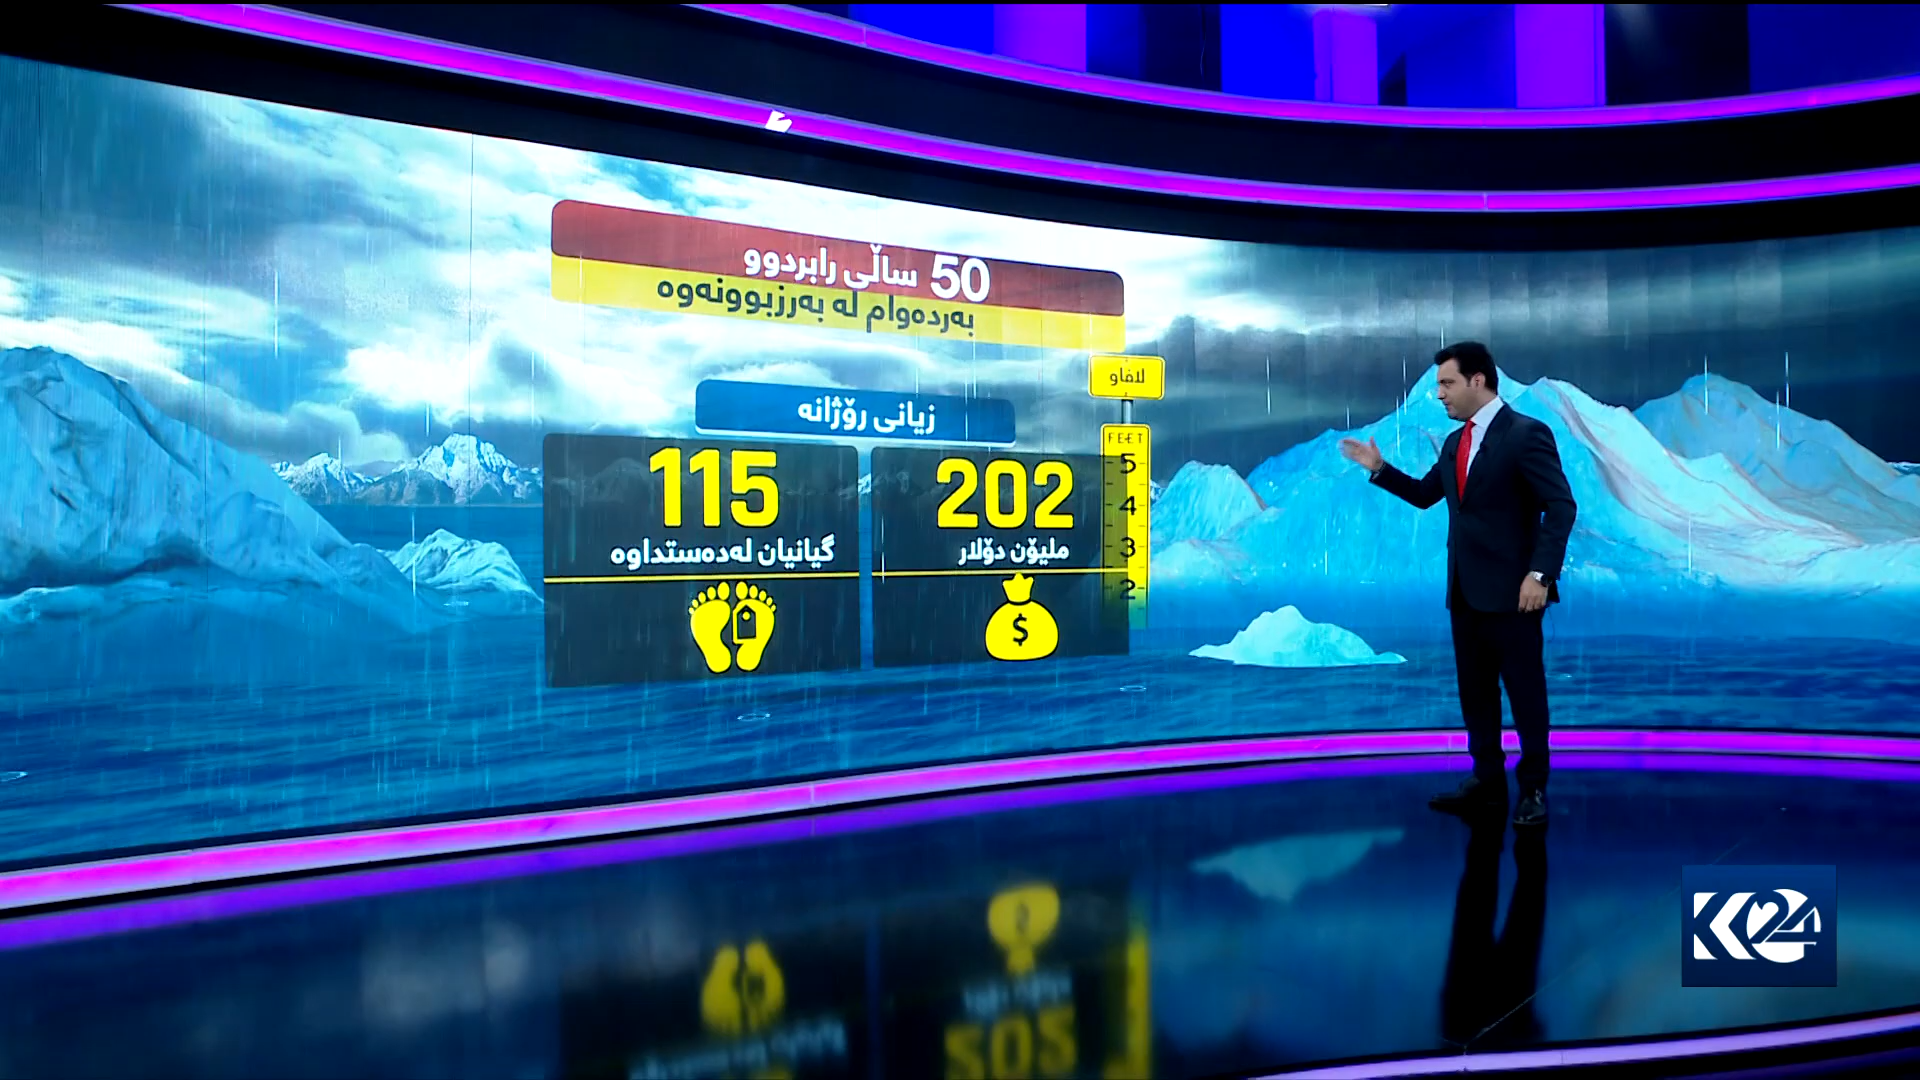 50 ساڵی رابردوو
بەردەوام لە بەرزبوونەوە
لافاو
زیانی رۆژانە
202
ملیۆن دۆلار
115
گیانیان لەدەستداوە
FEET
5
4
3
2
$
K24